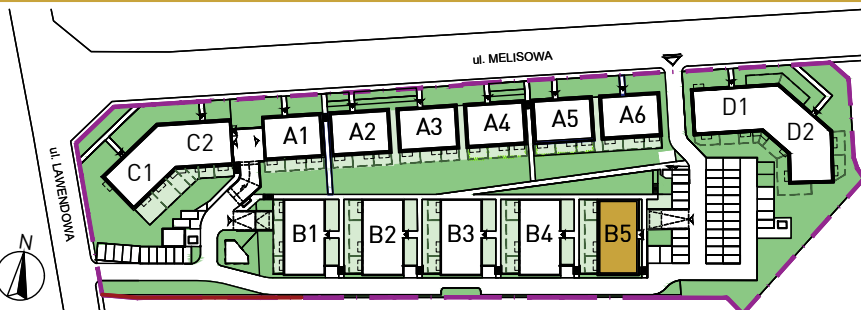 ul. MELISOWA
ul. LAWENDOWA
C1
C2
A1
A2
A3
A4
A5
A6
D1
D2
B1
B2
B3
B4
B5
N